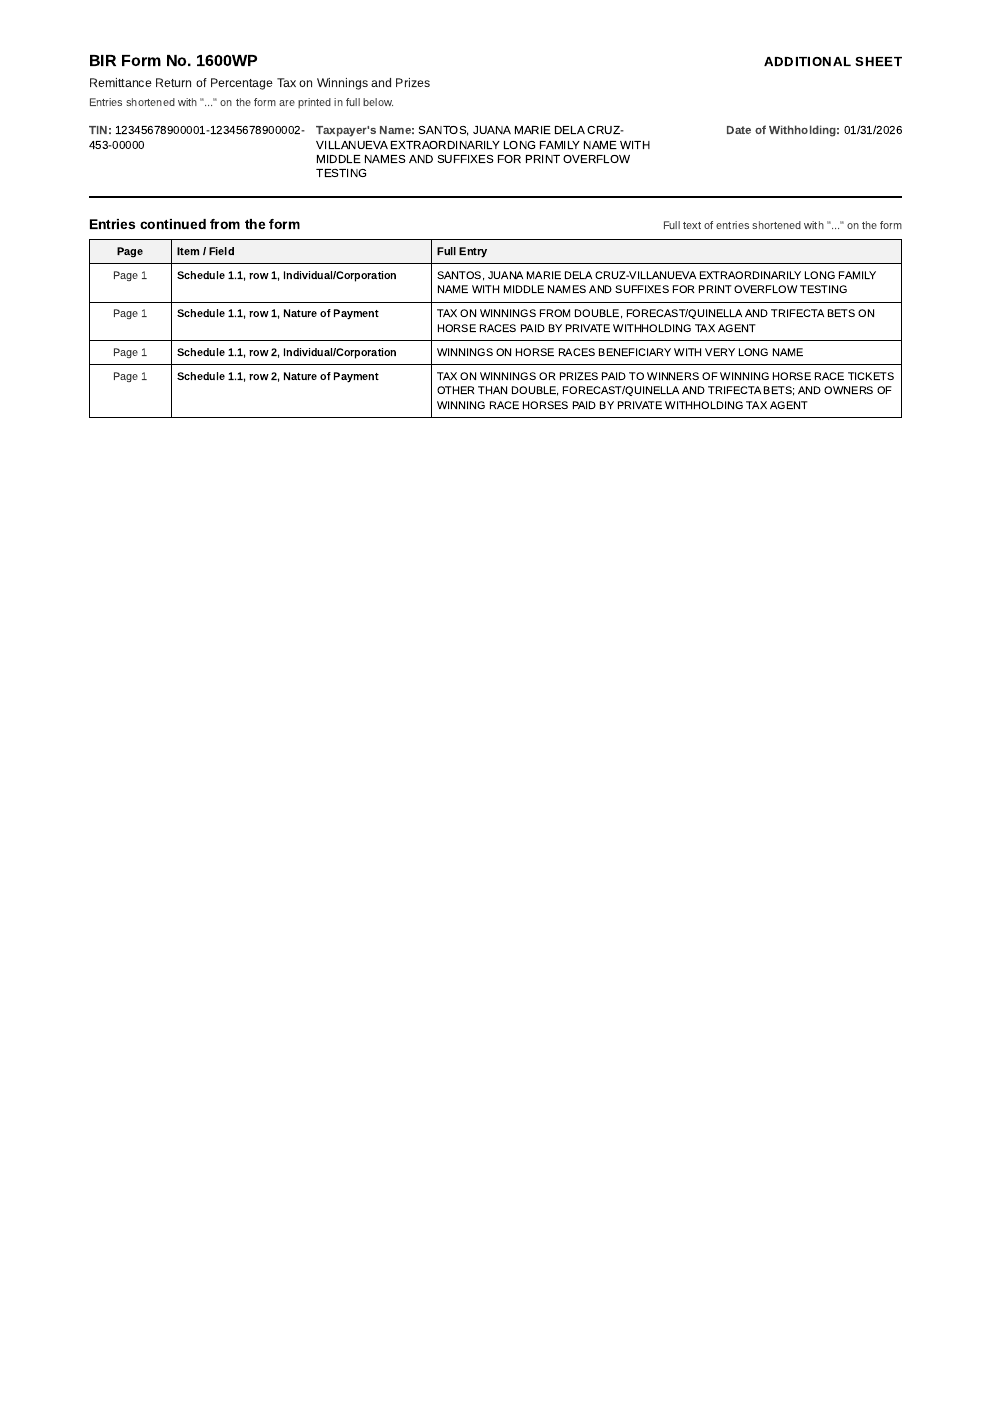 BIR Form No. 1600WP
ADDITIONAL SHEET
Remittance Return of Percentage Tax on Winnings and Prizes
Entries shortened with "..." on the form are printed in full below.
TIN: 12345678900001-12345678900002-
453-00000
Taxpayer's Name: SANTOS, JUANA MARIE DELA CRUZ-
VILLANUEVA EXTRAORDINARILY LONG FAMILY NAME WITH
MIDDLE NAMES AND SUFFIXES FOR PRINT OVERFLOW
TESTING
Date of Withholding: 01/31/2026
Entries continued from the form
Full text of entries shortened with "..." on the form
Page Item / Field Full Entry
Page 1 Schedule 1.1, row 1, Individual/Corporation SANTOS, JUANA MARIE DELA CRUZ-VILLANUEVA EXTRAORDINARILY LONG FAMILY
NAME WITH MIDDLE NAMES AND SUFFIXES FOR PRINT OVERFLOW TESTING
Page 1 Schedule 1.1, row 1, Nature of Payment TAX ON WINNINGS FROM DOUBLE, FORECAST/QUINELLA AND TRIFECTA BETS ON
HORSE RACES PAID BY PRIVATE WITHHOLDING TAX AGENT
Page 1 Schedule 1.1, row 2, Individual/Corporation WINNINGS ON HORSE RACES BENEFICIARY WITH VERY LONG NAME
Page 1 Schedule 1.1, row 2, Nature of Payment TAX ON WINNINGS OR PRIZES PAID TO WINNERS OF WINNING HORSE RACE TICKETS
OTHER THAN DOUBLE, FORECAST/QUINELLA AND TRIFECTA BETS; AND OWNERS OF
WINNING RACE HORSES PAID BY PRIVATE WITHHOLDING TAX AGENT